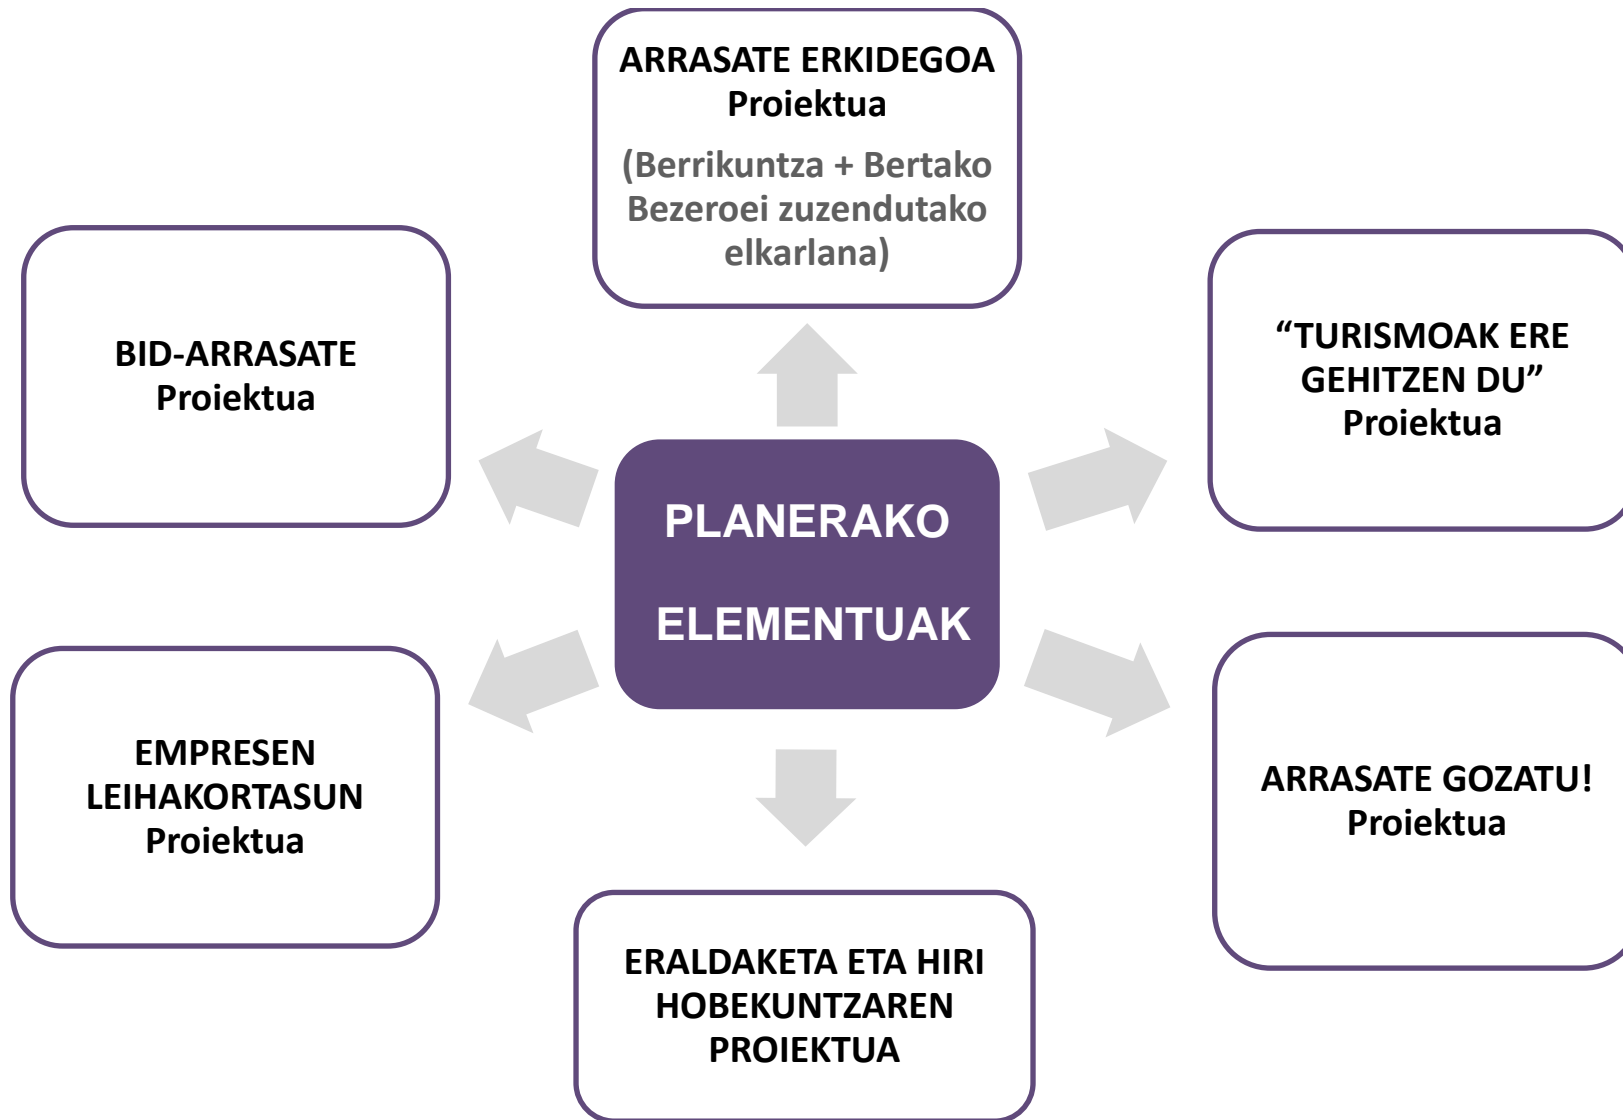 ARRASATE ERKIDEGOA
Proiektua
(Berrikuntza + Bertako
Bezeroei zuzendutako
elkarlana)
BID-ARRASATE
Proiektua
“TURISMOAK ERE
GEHITZEN DU”
Proiektua
PLANERAKO
ELEMENTUAK
EMPRESEN
LEIHAKORTASUN
Proiektua
ARRASATE GOZATU!
Proiektua
ERALDAKETA ETA HIRI
HOBEKUNTZAREN
PROIEKTUA